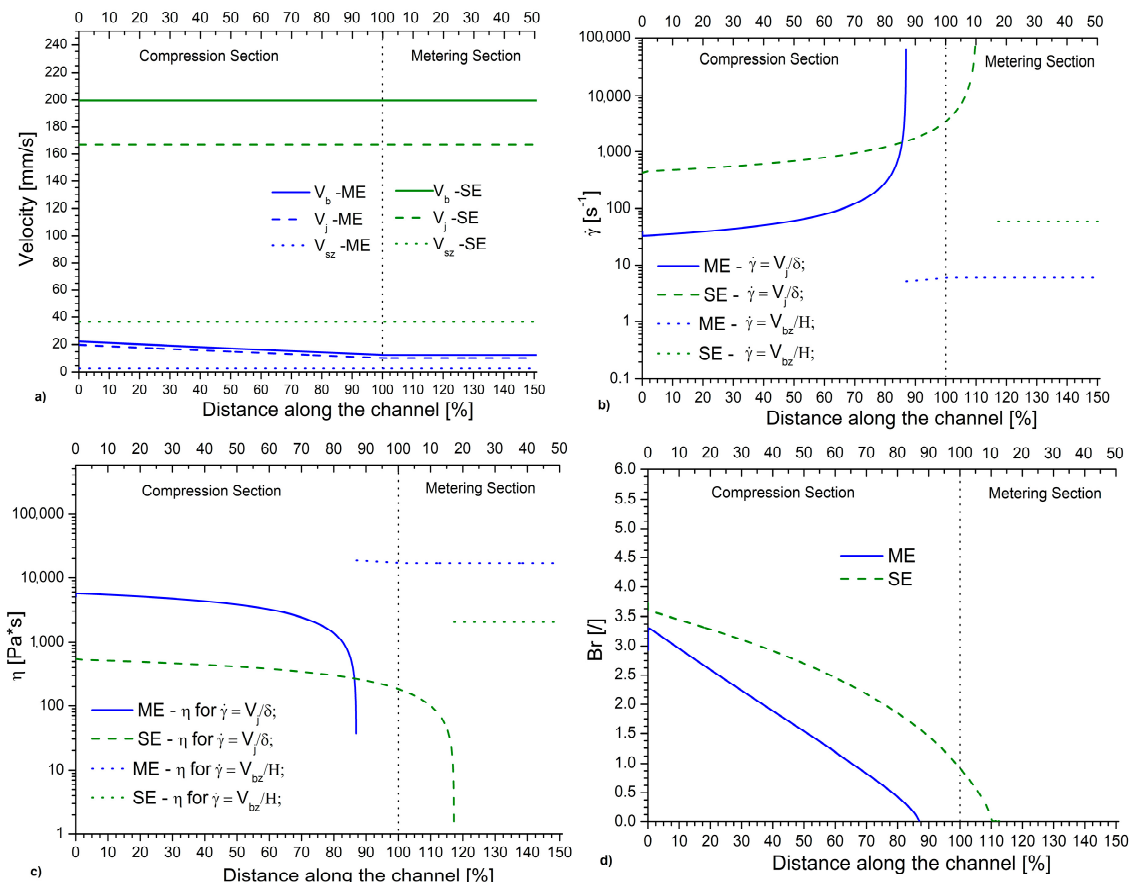 a)
0 10 20 30 40 50 60 70 80 90 100 10 20 30 40 50
Compression Section
Metering Section
240
220
200
180
160
140
120
100
80
60
40
20
0
Velocity [mm/s]
V_b -ME
V_b -SE
V_j -ME
V_j -SE
V_sz -ME
V_sz -SE
0 10 20 30 40 50 60 70 80 90 100 110 120 130 140 150
Distance along the channel [%]
b)
0 10 20 30 40 50 60 70 80 90 100 10 20 30 40 50
Compression Section
Metering Section
100,000
10,000
1,000
100
10
1
0.1
γ̇ [s⁻¹]
ME - γ̇ = V_j/δ;
SE - γ̇ = V_j/δ;
ME - γ̇ = V_bz/H;
SE - γ̇ = V_bz/H;
0 10 20 30 40 50 60 70 80 90 100 110 120 130 140 150
Distance along the channel [%]
c)
0 10 20 30 40 50 60 70 80 90 100 10 20 30 40 50
Compression Section
Metering Section
100,000
10,000
1,000
100
10
1
η [Pa*s]
ME - η for γ̇ = V_j/δ;
SE - η for γ̇ = V_j/δ;
ME - η for γ̇ = V_bz/H;
SE - η for γ̇ = V_bz/H;
0 10 20 30 40 50 60 70 80 90 100 110 120 130 140 150
Distance along the channel [%]
d)
0 10 20 30 40 50 60 70 80 90 100 10 20 30 40 50
Compression Section
Metering Section
6.0
5.5
5.0
4.5
4.0
3.5
3.0
2.5
2.0
1.5
1.0
0.5
0.0
Br [/]
ME
SE
0 10 20 30 40 50 60 70 80 90 100 110 120 130 140 150
Distance along the channel [%]